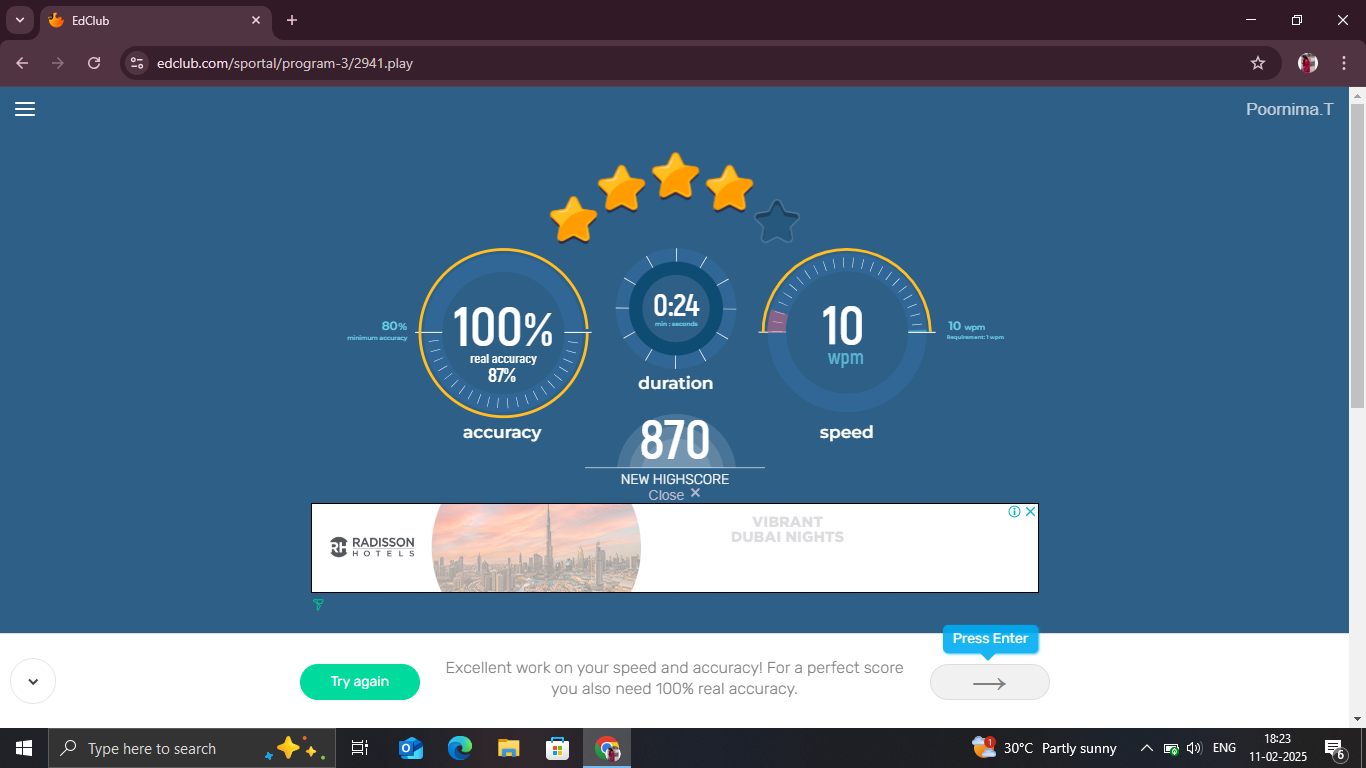 EdClub
edclub.com/sportal/program-3/2941.play
Poornima.T
80%
minimum accuracy
100%
real accuracy
87%
accuracy
0:24
min : seconds
duration
10
wpm
speed
10 wpm
Requirement: 1 wpm
870
NEW HIGHSCORE
Close
RADISSON
HOTELS
VIBRANT
DUBAI NIGHTS
Press Enter
Try again
Excellent work on your speed and accuracy! For a perfect score
you also need 100% real accuracy.
Type here to search
1
30°C Partly sunny
ENG
18:23
11-02-2025
6